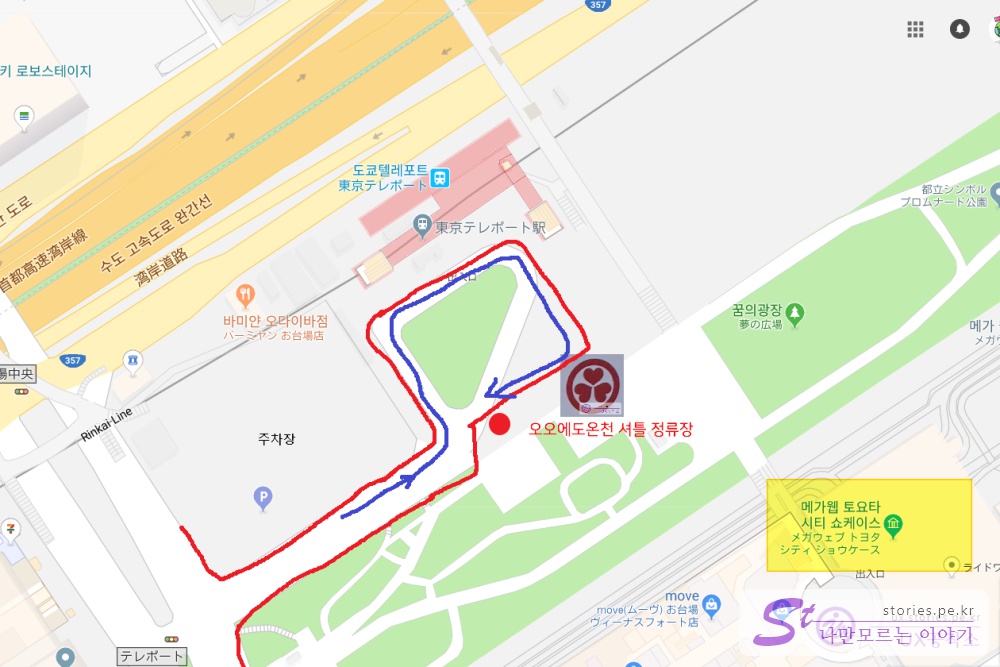 357
키 로보스테이지
도쿄텔레포트
東京テレポート
都立シンボル
プロムナード公園
東京テレポート駅
수도 고속도로 완간선
首都高速湾岸線
湾岸道路
出入口
꿈의광장
夢の広場
메가
メガウ
바미얀 오다이바점
バーミヤン お台場店
357
場中央
Rinkai Line
주차장
P
오오에도온천 셔틀 정류장
메가웹 토요타
시티 쇼케이스
メガウェブ トヨタ
シティ ショウケース
出入口
ライドワ
move
move(ムーヴ) お台場
ヴィーナスフォート店
stories.pe.kr
나만모르는 이야기
テレポート